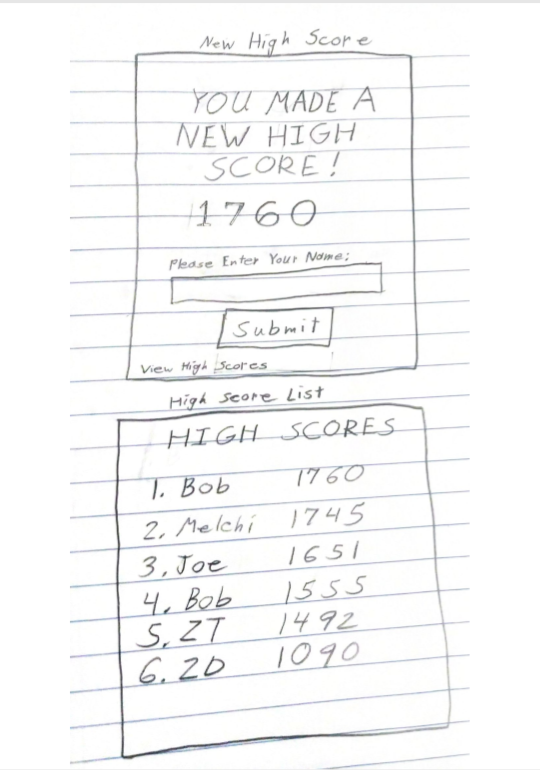 New High Score
YOU MADE A
NEW HIGH
SCORE!
1760
Please Enter Your Name:
Submit
View High Scores
High Score List
HIGH SCORES
1. Bob 1760
2. Melchi 1745
3. Joe 1651
4. Bob 1555
5. ZT 1492
6. ZD 1090